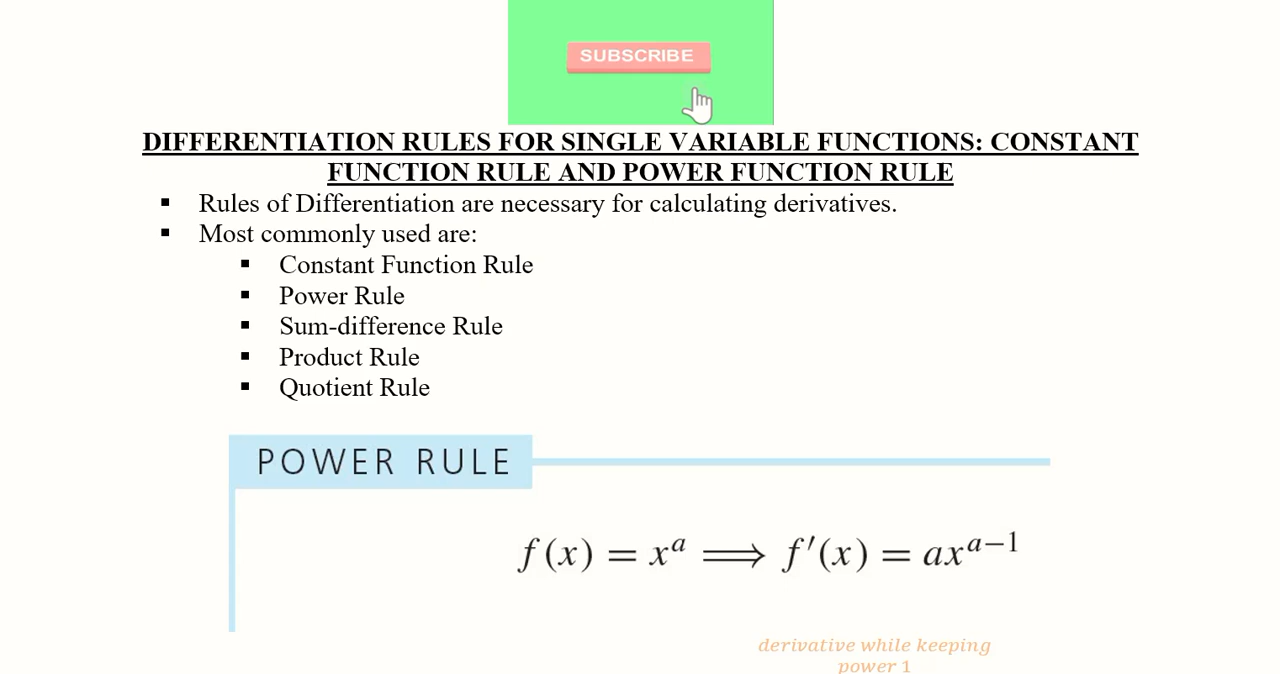 SUBSCRIBE
DIFFERENTIATION RULES FOR SINGLE VARIABLE FUNCTIONS: CONSTANT
FUNCTION RULE AND POWER FUNCTION RULE
▪ Rules of Differentiation are necessary for calculating derivatives.
▪ Most commonly used are:
▪ Constant Function Rule
▪ Power Rule
▪ Sum-difference Rule
▪ Product Rule
▪ Quotient Rule
POWER RULE
f(x) = x^a ⟹ f′(x) = ax^{a−1}
derivative while keeping
power 1